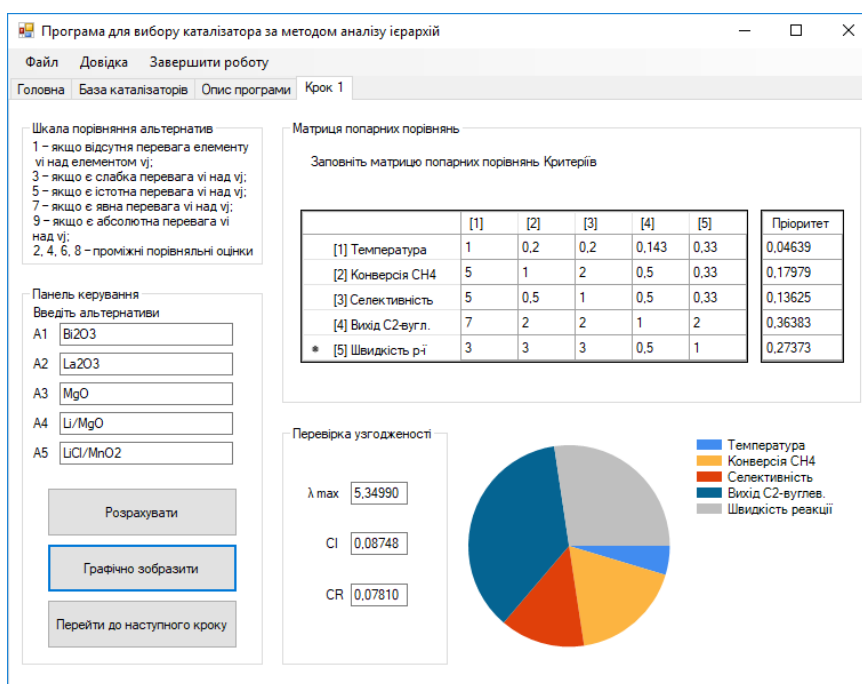 Програма для вибору каталізатора за методом аналізу ієрархій
Файл Довідка Завершити роботу
Головна База каталізаторів Опис програми Крок 1
Шкала порівняння альтернатив
1 – якщо відсутня перевага елементу
vi над елементом vj;
3 – якщо є слабка перевага vi над vj;
5 – якщо є істотна перевага vi над vj;
7 – якщо є явна перевага vi над vj;
9 – якщо є абсолютна перевага vi
над vj;
2, 4, 6, 8 – проміжні порівняльні оцінки
Панель керування
Введіть альтернативи
A1 Bi2O3
A2 La2O3
A3 MgO
A4 Li/MgO
A5 LiCl/MnO2
Розрахувати
Графічно зобразити
Перейти до наступного кроку
Матриця попарних порівнянь
Заповніть матрицю попарних порівнянь Критеріїв
[1] [2] [3] [4] [5] Пріоритет
[1] Температура 1 0,2 0,2 0,143 0,33 0,04639
[2] Конверсія CH4 5 1 2 0,5 0,33 0,17979
[3] Селективність 5 0,5 1 0,5 0,33 0,13625
[4] Вихід С2-вугл. 7 2 2 1 2 0,36383
* [5] Швидкість р-ї 3 3 3 0,5 1 0,27373
Перевірка узгодженості
λ max 5,34990
CI 0,08748
CR 0,07810
Температура
Конверсія CH4
Селективність
Вихід С2-вуглев.
Швидкість реакції